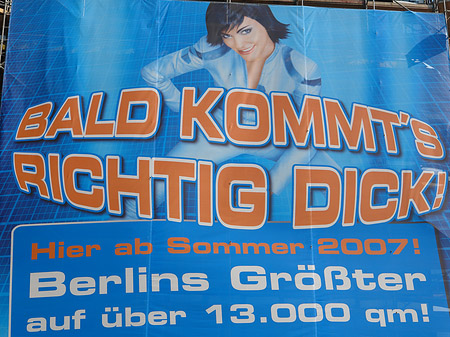 BALD KOMMT'S
RICHTIG DICK!
Hier ab Sommer 2007!
Berlins Größter
auf über 13.000 qm!